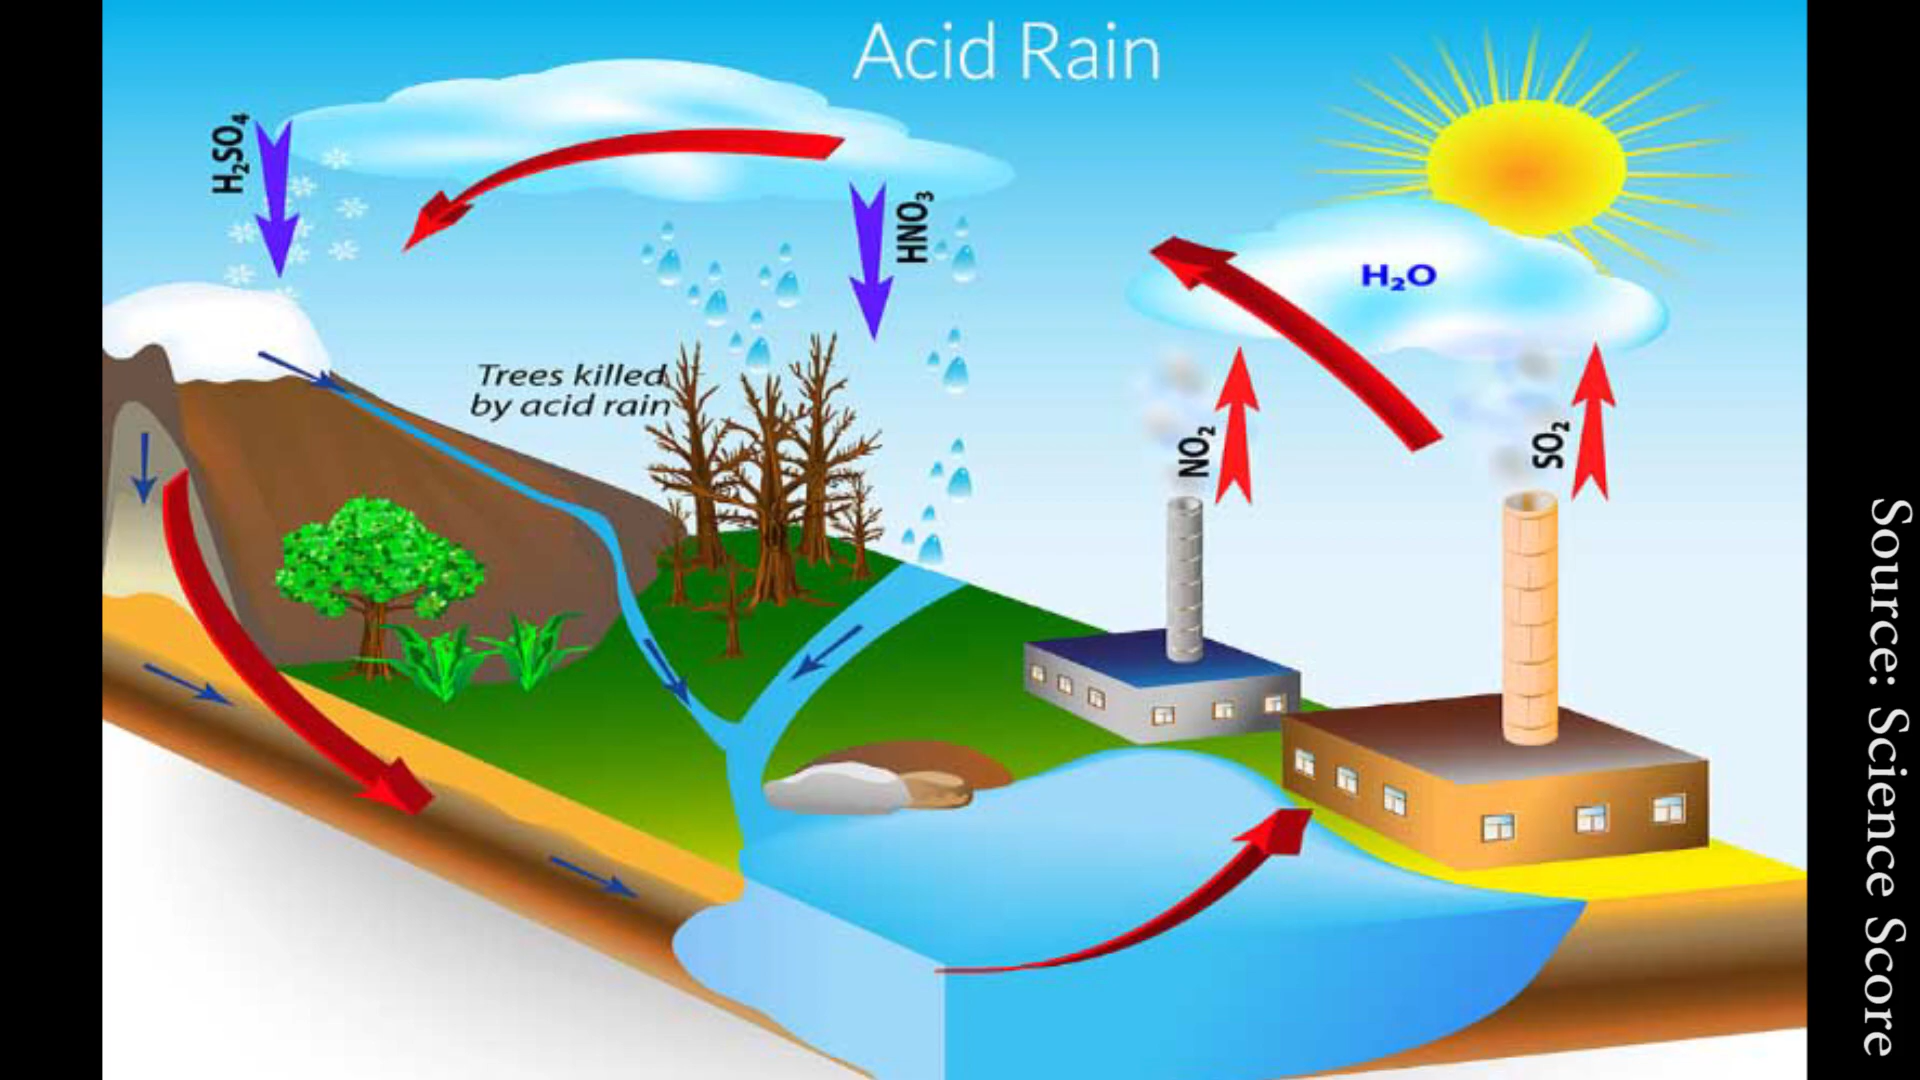 Acid Rain
H₂SO₄
HNO₃
H₂O
Trees killed
by acid rain
NO₂
SO₂
Source: Science Score